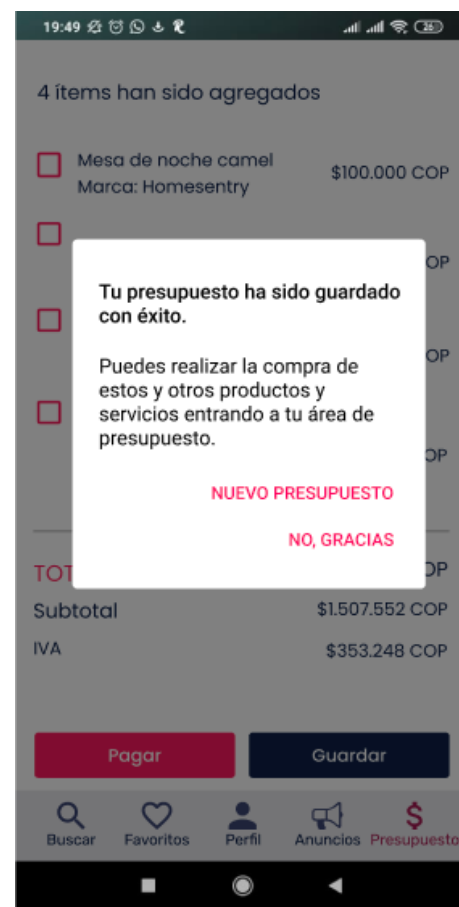 19:49
26
4 ítems han sido agregados
Mesa de noche camel
$100.000 COP
Marca: Homesentry
OP
Tu presupuesto ha sido guardado
con éxito.
OP
Puedes realizar la compra de
estos y otros productos y
servicios entrando a tu área de
presupuesto.
OP
NUEVO PRESUPUESTO
NO, GRACIAS
TOT
OP
Subtotal
$1.507.552 COP
IVA
$353.248 COP
Pagar
Guardar
Buscar
Favoritos
Perfil
Anuncios
Presupuesto